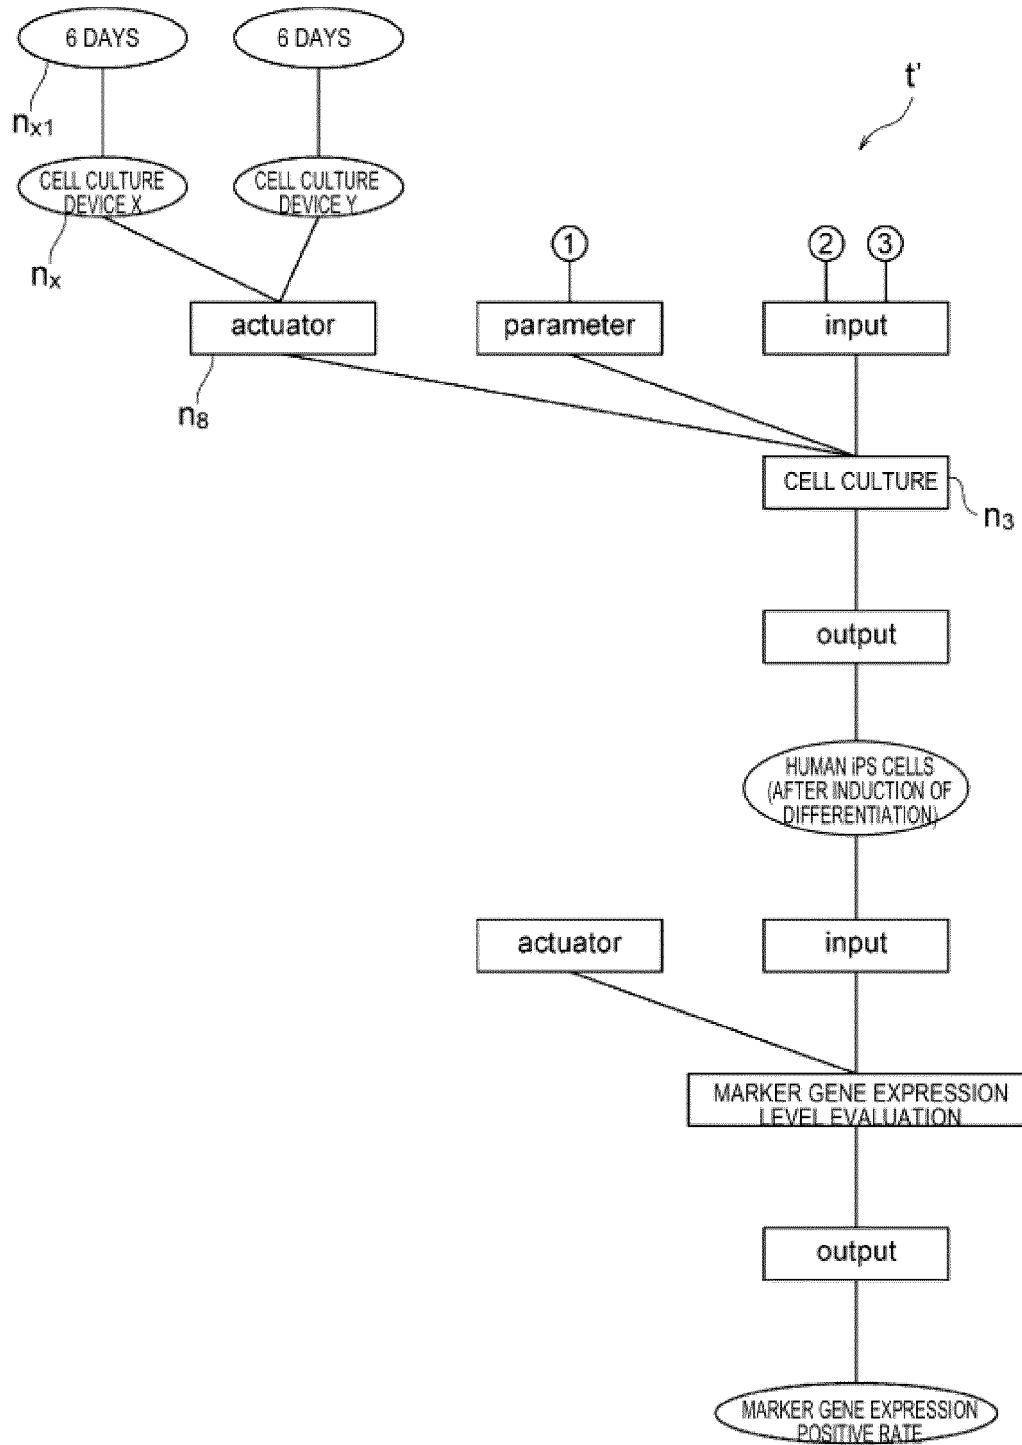 6 DAYS
6 DAYS
t'
nx1
CELL CULTURE
DEVICE X
CELL CULTURE
DEVICE Y
nx
1
2
3
actuator
parameter
input
n8
CELL CULTURE
n3
output
HUMAN iPS CELLS
(AFTER INDUCTION OF
DIFFERENTIATION)
actuator
input
MARKER GENE EXPRESSION
LEVEL EVALUATION
output
MARKER GENE EXPRESSION
POSITIVE RATE